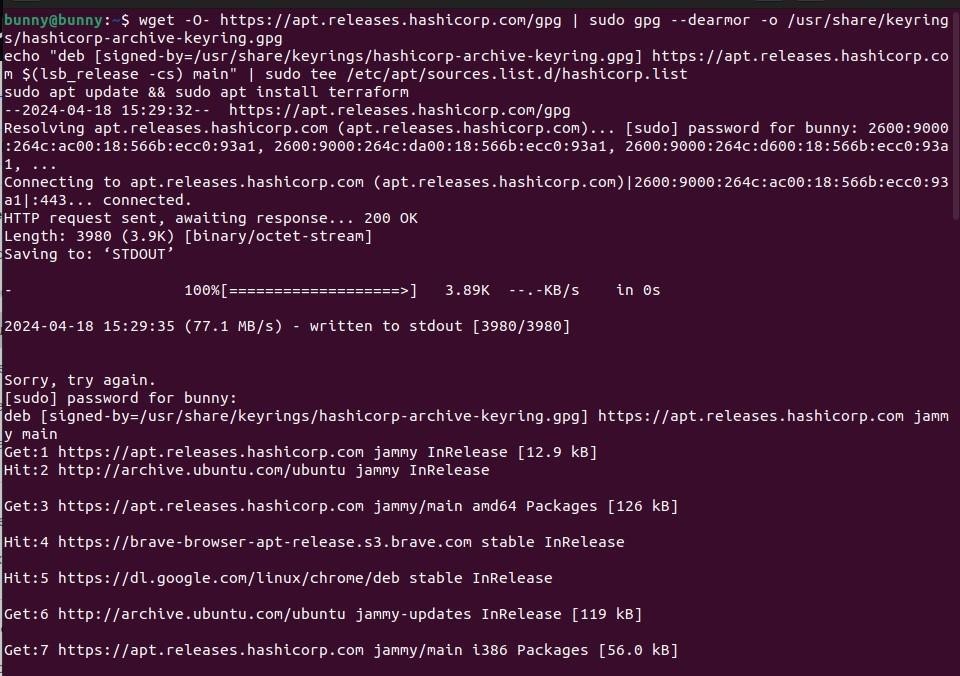 bunny@bunny:~$ wget -O- https://apt.releases.hashicorp.com/gpg | sudo gpg --dearmor -o /usr/share/keyring
s/hashicorp-archive-keyring.gpg
echo "deb [signed-by=/usr/share/keyrings/hashicorp-archive-keyring.gpg] https://apt.releases.hashicorp.co
m $(lsb_release -cs) main" | sudo tee /etc/apt/sources.list.d/hashicorp.list
sudo apt update && sudo apt install terraform
--2024-04-18 15:29:32--  https://apt.releases.hashicorp.com/gpg
Resolving apt.releases.hashicorp.com (apt.releases.hashicorp.com)... [sudo] password for bunny: 2600:9000
:264c:ac00:18:566b:ecc0:93a1, 2600:9000:264c:da00:18:566b:ecc0:93a1, 2600:9000:264c:d600:18:566b:ecc0:93a
1, ...
Connecting to apt.releases.hashicorp.com (apt.releases.hashicorp.com)|2600:9000:264c:ac00:18:566b:ecc0:93
a1|:443... connected.
HTTP request sent, awaiting response... 200 OK
Length: 3980 (3.9K) [binary/octet-stream]
Saving to: ‘STDOUT’
-                   100%[===================>]   3.89K  --.-KB/s    in 0s
2024-04-18 15:29:35 (77.1 MB/s) - written to stdout [3980/3980]
Sorry, try again.
[sudo] password for bunny:
deb [signed-by=/usr/share/keyrings/hashicorp-archive-keyring.gpg] https://apt.releases.hashicorp.com jamm
y main
Get:1 https://apt.releases.hashicorp.com jammy InRelease [12.9 kB]
Hit:2 http://archive.ubuntu.com/ubuntu jammy InRelease
Get:3 https://apt.releases.hashicorp.com jammy/main amd64 Packages [126 kB]
Hit:4 https://brave-browser-apt-release.s3.brave.com stable InRelease
Hit:5 https://dl.google.com/linux/chrome/deb stable InRelease
Get:6 http://archive.ubuntu.com/ubuntu jammy-updates InRelease [119 kB]
Get:7 https://apt.releases.hashicorp.com jammy/main i386 Packages [56.0 kB]